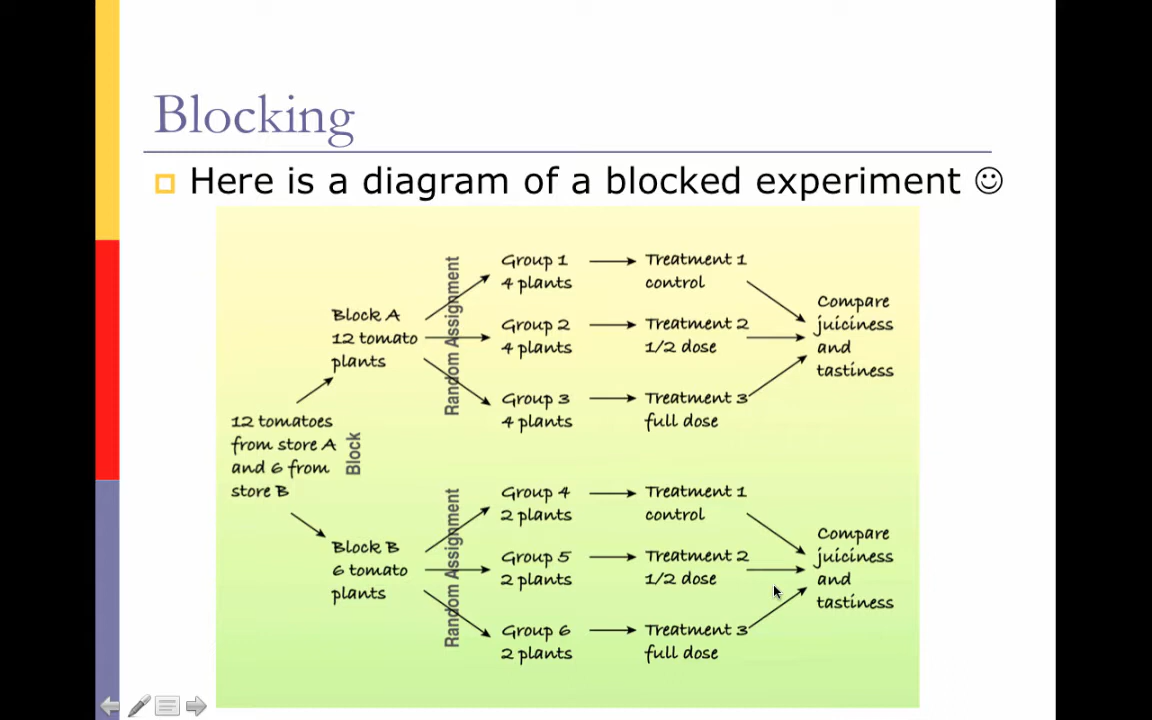 Blocking
Here is a diagram of a blocked experiment ☺
12 tomatoes
from store A
and 6 from
store B
Block
Block A
12 tomato
plants
Random Assignment
Group 1
4 plants
Treatment 1
control
Group 2
4 plants
Treatment 2
1/2 dose
Group 3
4 plants
Treatment 3
full dose
Compare
juiciness
and
tastiness
Block B
6 tomato
plants
Random Assignment
Group 4
2 plants
Treatment 1
control
Group 5
2 plants
Treatment 2
1/2 dose
Group 6
2 plants
Treatment 3
full dose
Compare
juiciness
and
tastiness